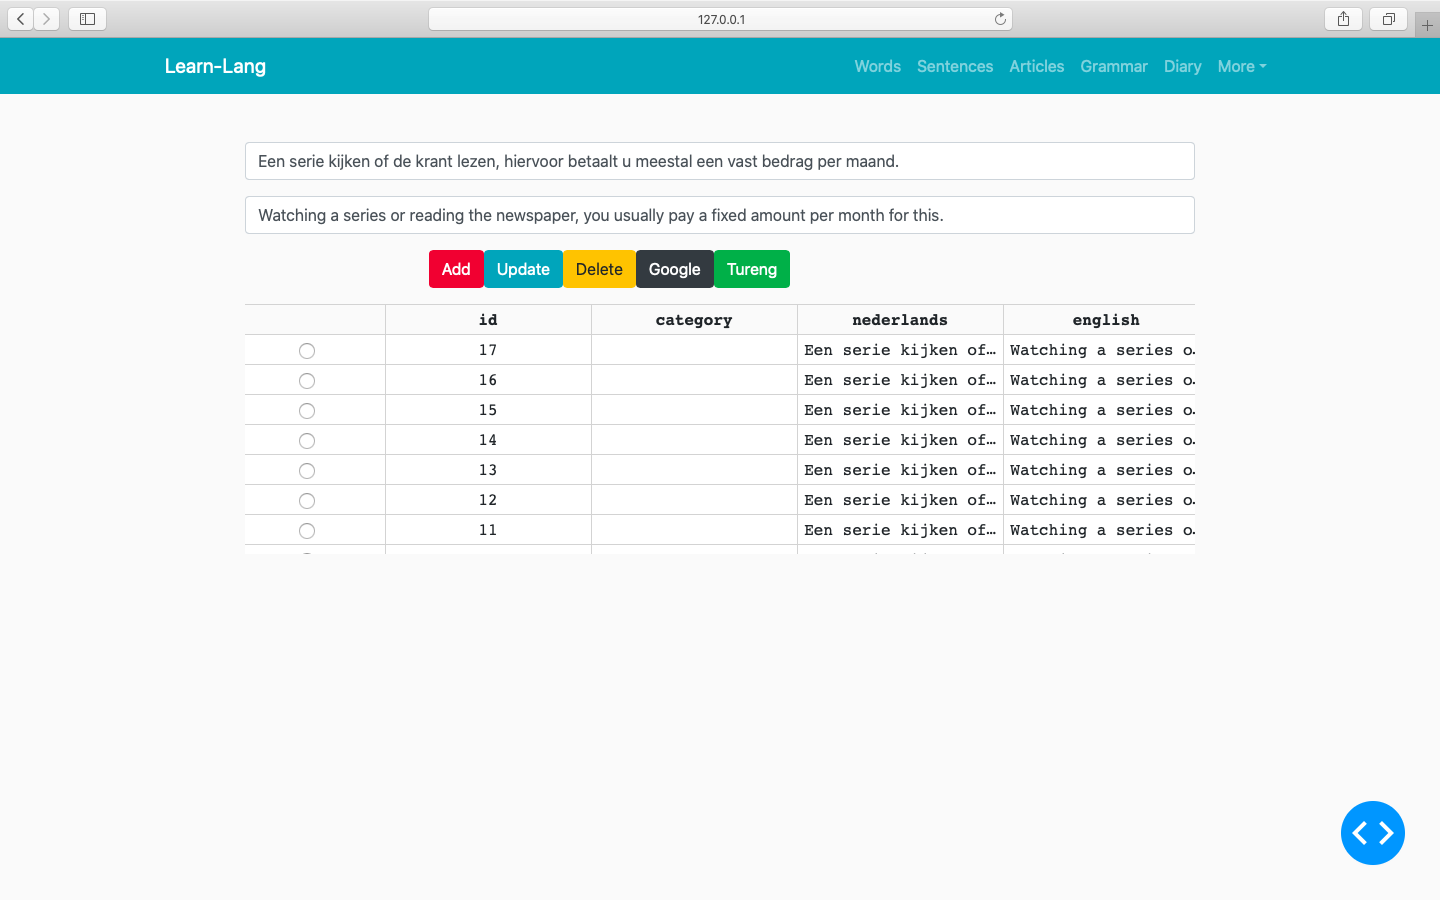 127.0.0.1
Learn-Lang Words Sentences Articles Grammar Diary More
Een serie kijken of de krant lezen, hiervoor betaalt u meestal een vast bedrag per maand.
Watching a series or reading the newspaper, you usually pay a fixed amount per month for this.
Add Update Delete Google Tureng
id category nederlands english
17 Een serie kijken of… Watching a series o
16 Een serie kijken of… Watching a series o
15 Een serie kijken of… Watching a series o
14 Een serie kijken of… Watching a series o
13 Een serie kijken of… Watching a series o
12 Een serie kijken of… Watching a series o
11 Een serie kijken of… Watching a series o